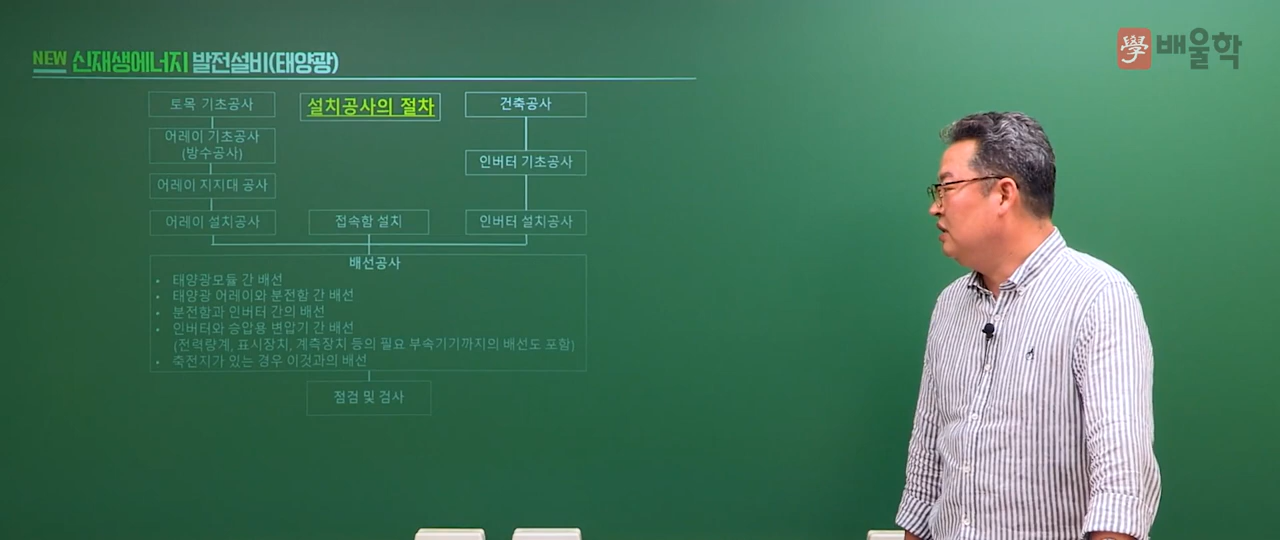 NEW 신재생에너지 발전설비(태양광)
學 배울학
설치공사의 절차
토목 기초공사
어레이 기초공사
(방수공사)
어레이 지지대 공사
어레이 설치공사
접속함 설치
건축공사
인버터 기초공사
인버터 설치공사
배선공사
• 태양광모듈 간 배선
• 태양광 어레이와 분전함 간 배선
• 분전함과 인버터 간의 배선
• 인버터와 승압용 변압기 간 배선
(전력량계, 표시장치, 계측장치 등의 필요 부속기기까지의 배선도 포함)
• 축전지가 있는 경우 이것과의 배선
점검 및 검사